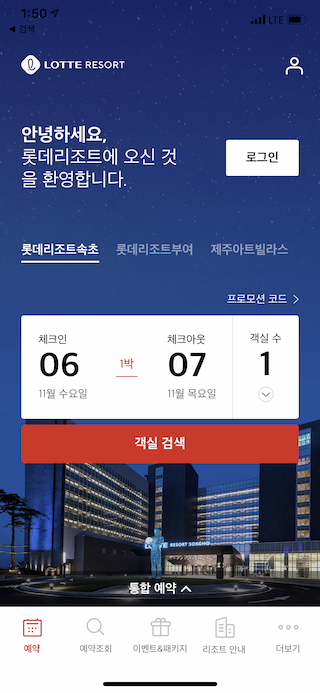 1:50
LTE
검색
LOTTE RESORT
안녕하세요,
롯데리조트에 오신 것
을 환영합니다.
로그인
롯데리조트속초 롯데리조트부여 제주아트빌라스
프로모션 코드
체크인 체크아웃 객실 수
06 1박 07 1
11월 수요일 11월 목요일
객실 검색
LOTTE RESORT SOKCHO
통합 예약
예약 예약조회 이벤트&패키지 리조트 안내 더보기